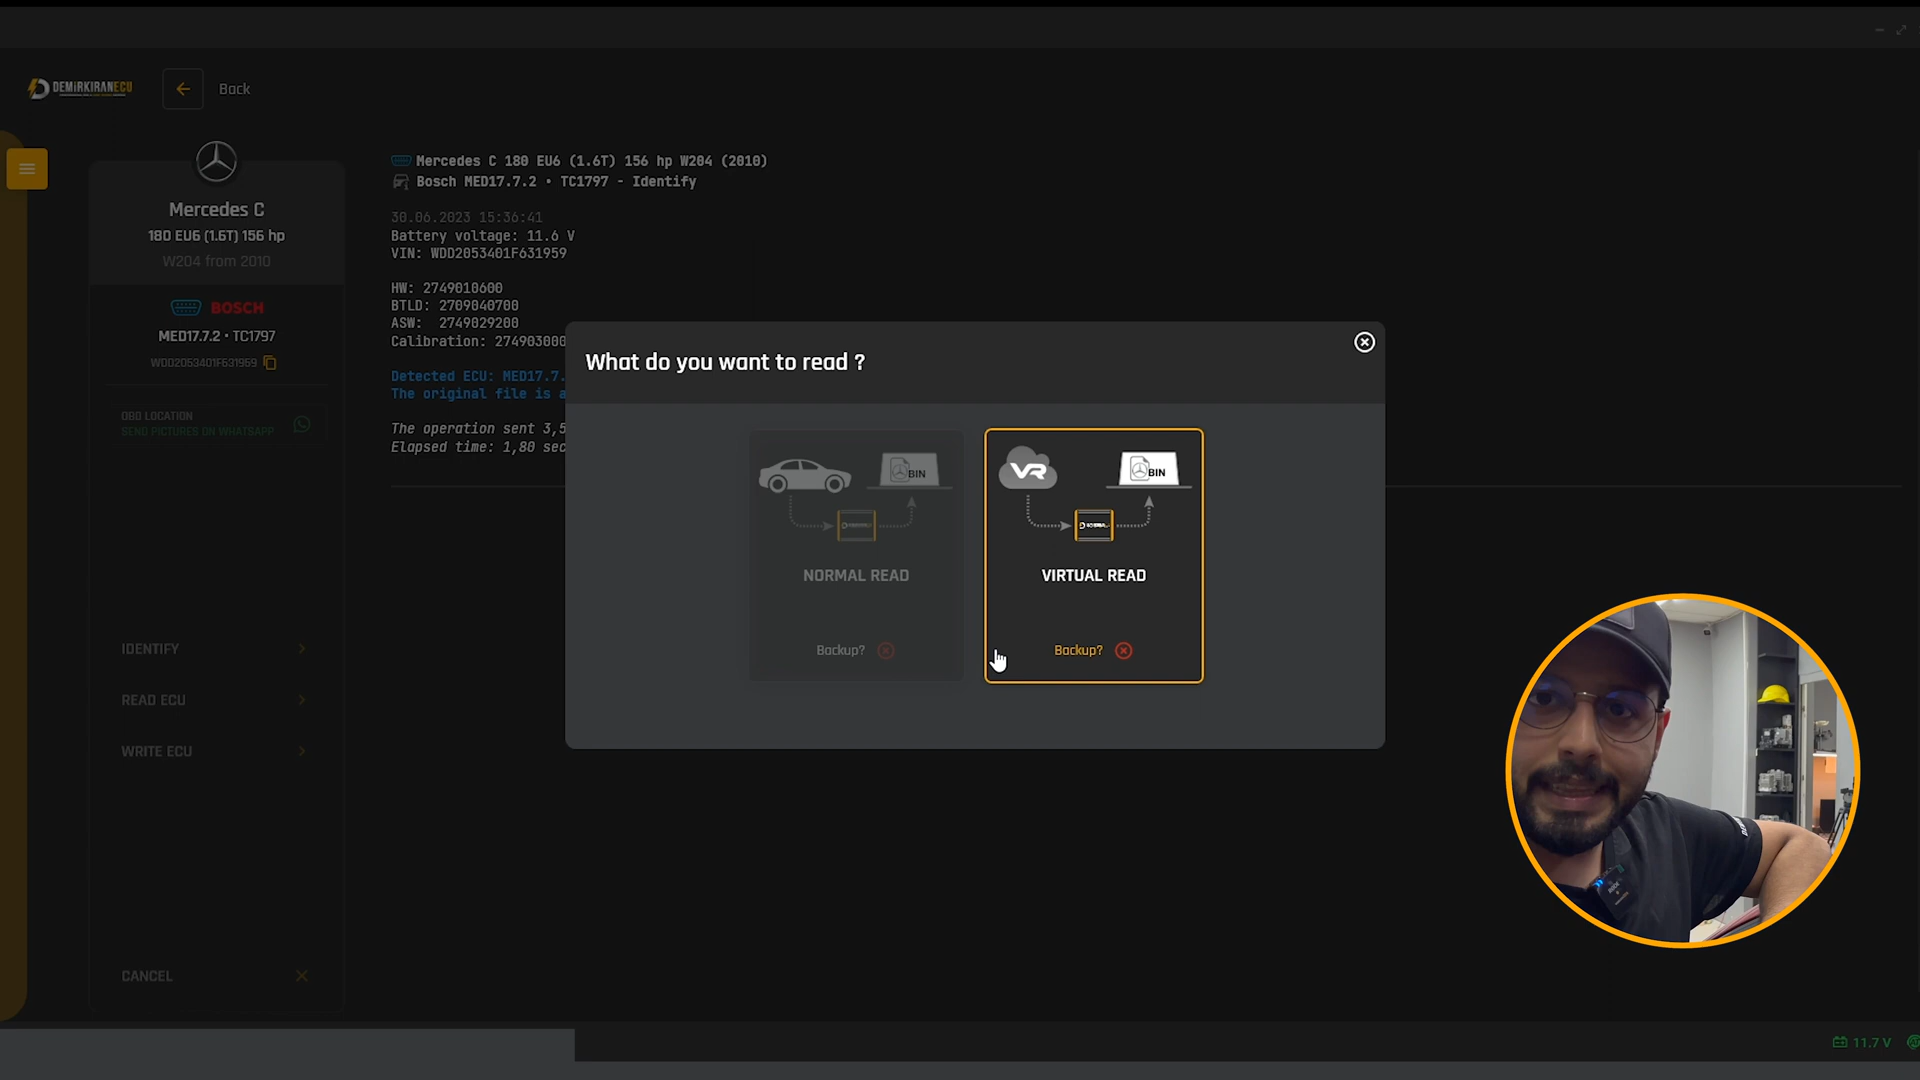 DEMIRKIRANECU
Back
Mercedes C
180 EU6 (1.6T) 156 hp
W204 from 2010
BOSCH
MED17.7.2 • TC1797
WDD2053401F631959
OBD LOCATION
SEND PICTURES ON WHATSAPP
IDENTIFY
READ ECU
WRITE ECU
CANCEL
Mercedes C 180 EU6 (1.6T) 156 hp W204 (2010)
Bosch MED17.7.2 • TC1797 - Identify
30.06.2023 15:36:41
Battery voltage: 11.6 V
VIN: WDD2053401F631959
HW: 2749010600
BTLD: 2709040700
ASW: 2749029200
Calibration: 274903000
Detected ECU: MED17.7.
The original file is a
The operation sent 3,5
Elapsed time: 1,80 sec
What do you want to read ?
BIN
NORMAL READ
Backup?
VR
BIN
VIRTUAL READ
Backup?
11.7 V